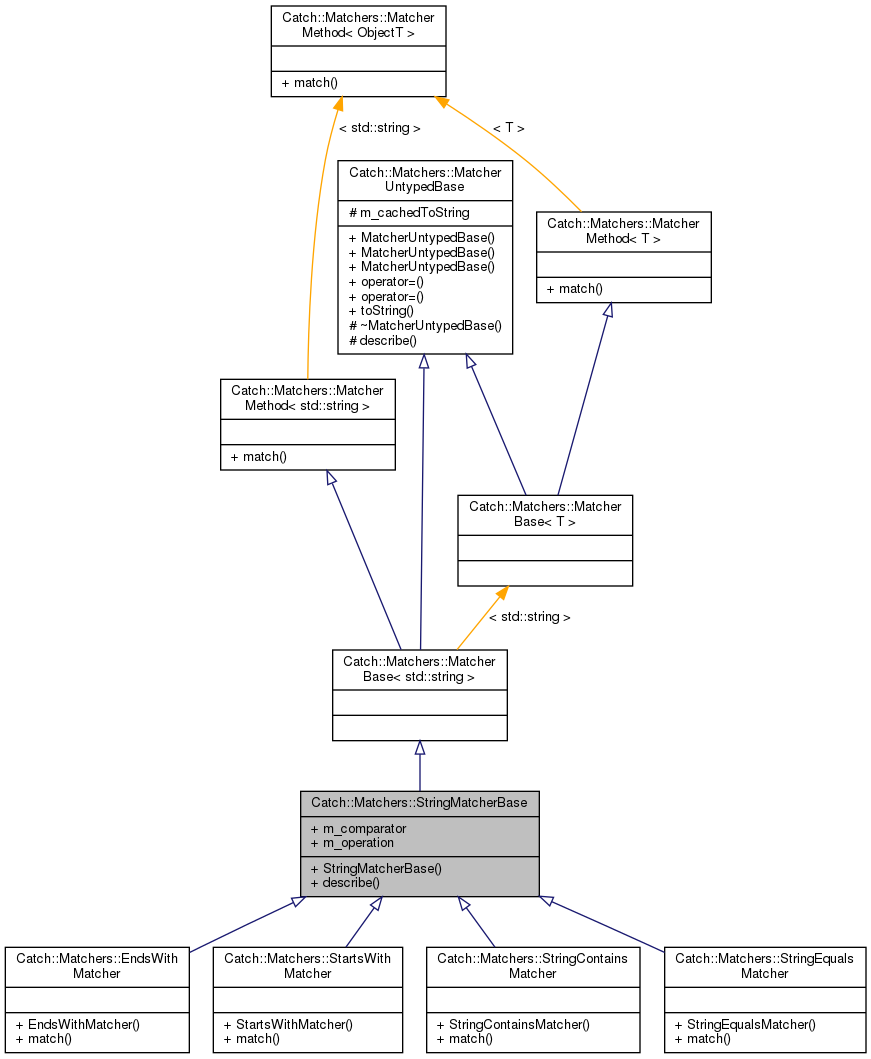 Catch::Matchers::Matcher
Method< ObjectT >
+ match()
< std::string >
< T >
Catch::Matchers::Matcher
UntypedBase
# m_cachedToString
+ MatcherUntypedBase()
+ MatcherUntypedBase()
+ MatcherUntypedBase()
+ operator=()
+ operator=()
+ toString()
# ~MatcherUntypedBase()
# describe()
Catch::Matchers::Matcher
Method< T >
+ match()
Catch::Matchers::Matcher
Method< std::string >
+ match()
Catch::Matchers::Matcher
Base< T >
< std::string >
Catch::Matchers::Matcher
Base< std::string >
Catch::Matchers::StringMatcherBase
+ m_comparator
+ m_operation
+ StringMatcherBase()
+ describe()
Catch::Matchers::EndsWith
Matcher
+ EndsWithMatcher()
+ match()
Catch::Matchers::StartsWith
Matcher
+ StartsWithMatcher()
+ match()
Catch::Matchers::StringContains
Matcher
+ StringContainsMatcher()
+ match()
Catch::Matchers::StringEquals
Matcher
+ StringEqualsMatcher()
+ match()